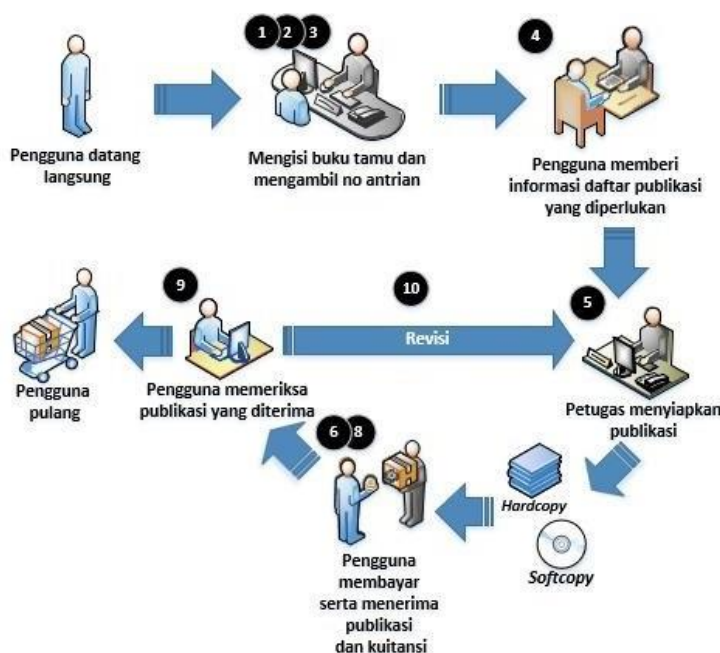 1 2 3
4
Pengguna datang
langsung
Mengisi buku tamu dan
mengambil no antrian
Pengguna memberi
informasi daftar publikasi
yang diperlukan
9
10
5
Revisi
Pengguna
pulang
Pengguna memeriksa
publikasi yang diterima
Petugas menyiapkan
publikasi
6 8
Hardcopy
Softcopy
Pengguna
membayar
serta menerima
publikasi
dan kuitansi